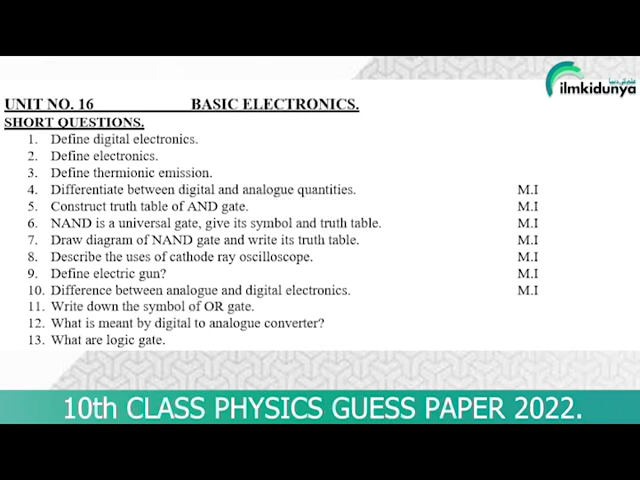 ilmkidunya
UNIT NO. 16 BASIC ELECTRONICS.
SHORT QUESTIONS.
1. Define digital electronics.
2. Define electronics.
3. Define thermionic emission.
4. Differentiate between digital and analogue quantities. M.I
5. Construct truth table of AND gate. M.I
6. NAND is a universal gate, give its symbol and truth table. M.I
7. Draw diagram of NAND gate and write its truth table. M.I
8. Describe the uses of cathode ray oscilloscope. M.I
9. Define electric gun? M.I
10. Difference between analogue and digital electronics. M.I
11. Write down the symbol of OR gate.
12. What is meant by digital to analogue converter?
13. What are logic gate.
10th CLASS PHYSICS GUESS PAPER 2022.